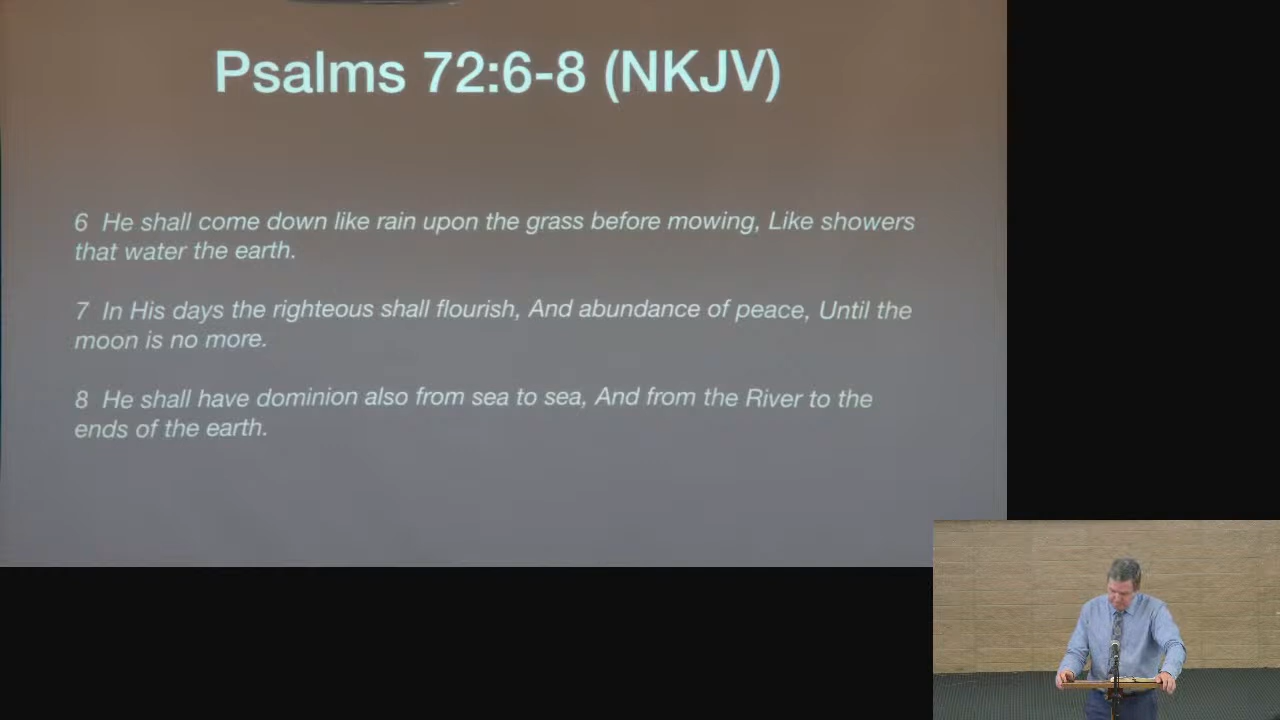 Psalms 72:6-8 (NKJV)
6 He shall come down like rain upon the grass before mowing, Like showers
that water the earth.
7 In His days the righteous shall flourish, And abundance of peace, Until the
moon is no more.
8 He shall have dominion also from sea to sea, And from the River to the
ends of the earth.